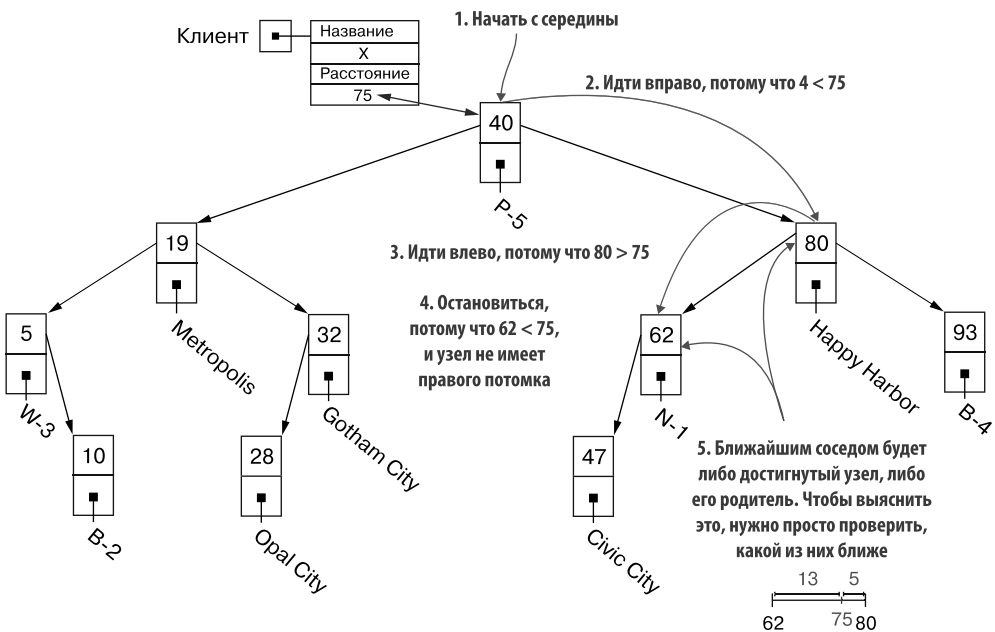 1. Начать с середины
Клиент
Название
X
Расстояние
75
2. Идти вправо, потому что 4 < 75
40
P-5
3. Идти влево, потому что 80 > 75
19
Metropolis
80
Happy Harbor
4. Остановиться,
потому что 62 < 75,
и узел не имеет
правого потомка
5
W-3
32
Gotham City
62
N-1
93
B-4
10
B-2
28
Opal City
47
Civic City
5. Ближайшим соседом будет
либо достигнутый узел, либо
его родитель. Чтобы выяснить
это, нужно просто проверить,
какой из них ближе
13 5
62 75 80